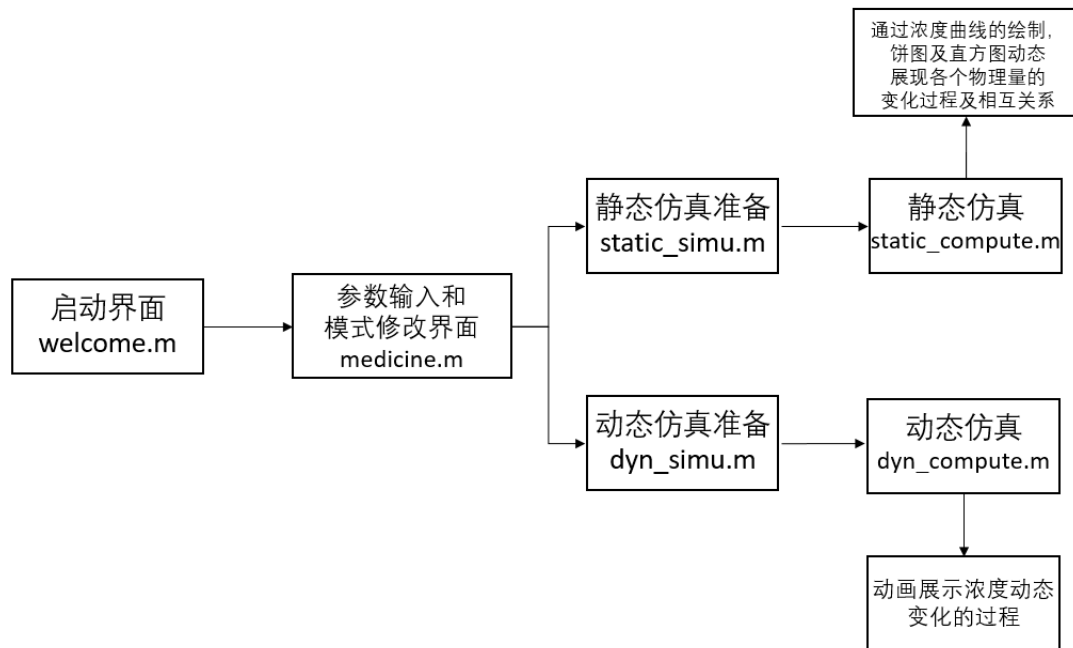 通过浓度曲线的绘制,
饼图及直方图动态
展现各个物理量的
变化过程及相互关系
静态仿真准备
static_simu.m
静态仿真
static_compute.m
启动界面
welcome.m
参数输入和
模式修改界面
medicine.m
动态仿真准备
dyn_simu.m
动态仿真
dyn_compute.m
动画展示浓度动态
变化的过程